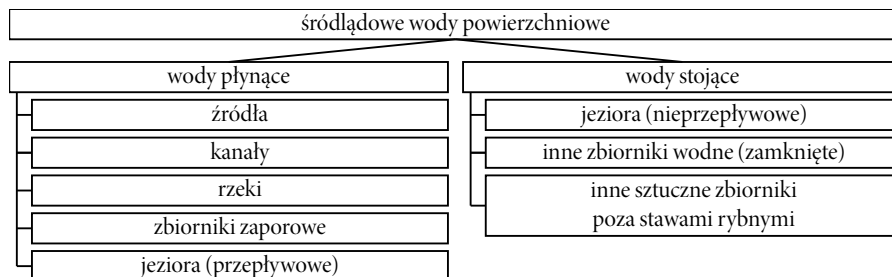 śródlądowe wody powierzchniowe
wody płynące
źródła
kanały
rzeki
zbiorniki zaporowe
jeziora (przepływowe)
wody stojące
jeziora (nieprzepływowe)
inne zbiorniki wodne (zamknięte)
inne sztuczne zbiorniki
poza stawami rybnymi